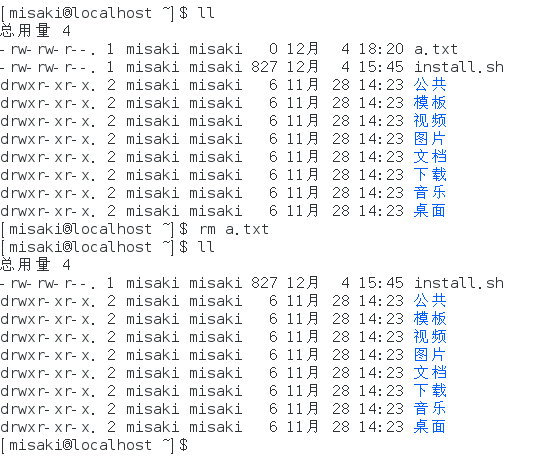 [misaki@localhost ~]$ ll
总用量 4
-rw-rw-r--. 1 misaki misaki   0 12月  4 18:20 a.txt
-rw-rw-r--. 1 misaki misaki 827 12月  4 15:45 install.sh
drwxr-xr-x. 2 misaki misaki   6 11月 28 14:23 公共
drwxr-xr-x. 2 misaki misaki   6 11月 28 14:23 模板
drwxr-xr-x. 2 misaki misaki   6 11月 28 14:23 视频
drwxr-xr-x. 2 misaki misaki   6 11月 28 14:23 图片
drwxr-xr-x. 2 misaki misaki   6 11月 28 14:23 文档
drwxr-xr-x. 2 misaki misaki   6 11月 28 14:23 下载
drwxr-xr-x. 2 misaki misaki   6 11月 28 14:23 音乐
drwxr-xr-x. 2 misaki misaki   6 11月 28 14:23 桌面
[misaki@localhost ~]$ rm a.txt
[misaki@localhost ~]$ ll
总用量 4
-rw-rw-r--. 1 misaki misaki 827 12月  4 15:45 install.sh
drwxr-xr-x. 2 misaki misaki   6 11月 28 14:23 公共
drwxr-xr-x. 2 misaki misaki   6 11月 28 14:23 模板
drwxr-xr-x. 2 misaki misaki   6 11月 28 14:23 视频
drwxr-xr-x. 2 misaki misaki   6 11月 28 14:23 图片
drwxr-xr-x. 2 misaki misaki   6 11月 28 14:23 文档
drwxr-xr-x. 2 misaki misaki   6 11月 28 14:23 下载
drwxr-xr-x. 2 misaki misaki   6 11月 28 14:23 音乐
drwxr-xr-x. 2 misaki misaki   6 11月 28 14:23 桌面
[misaki@localhost ~]$